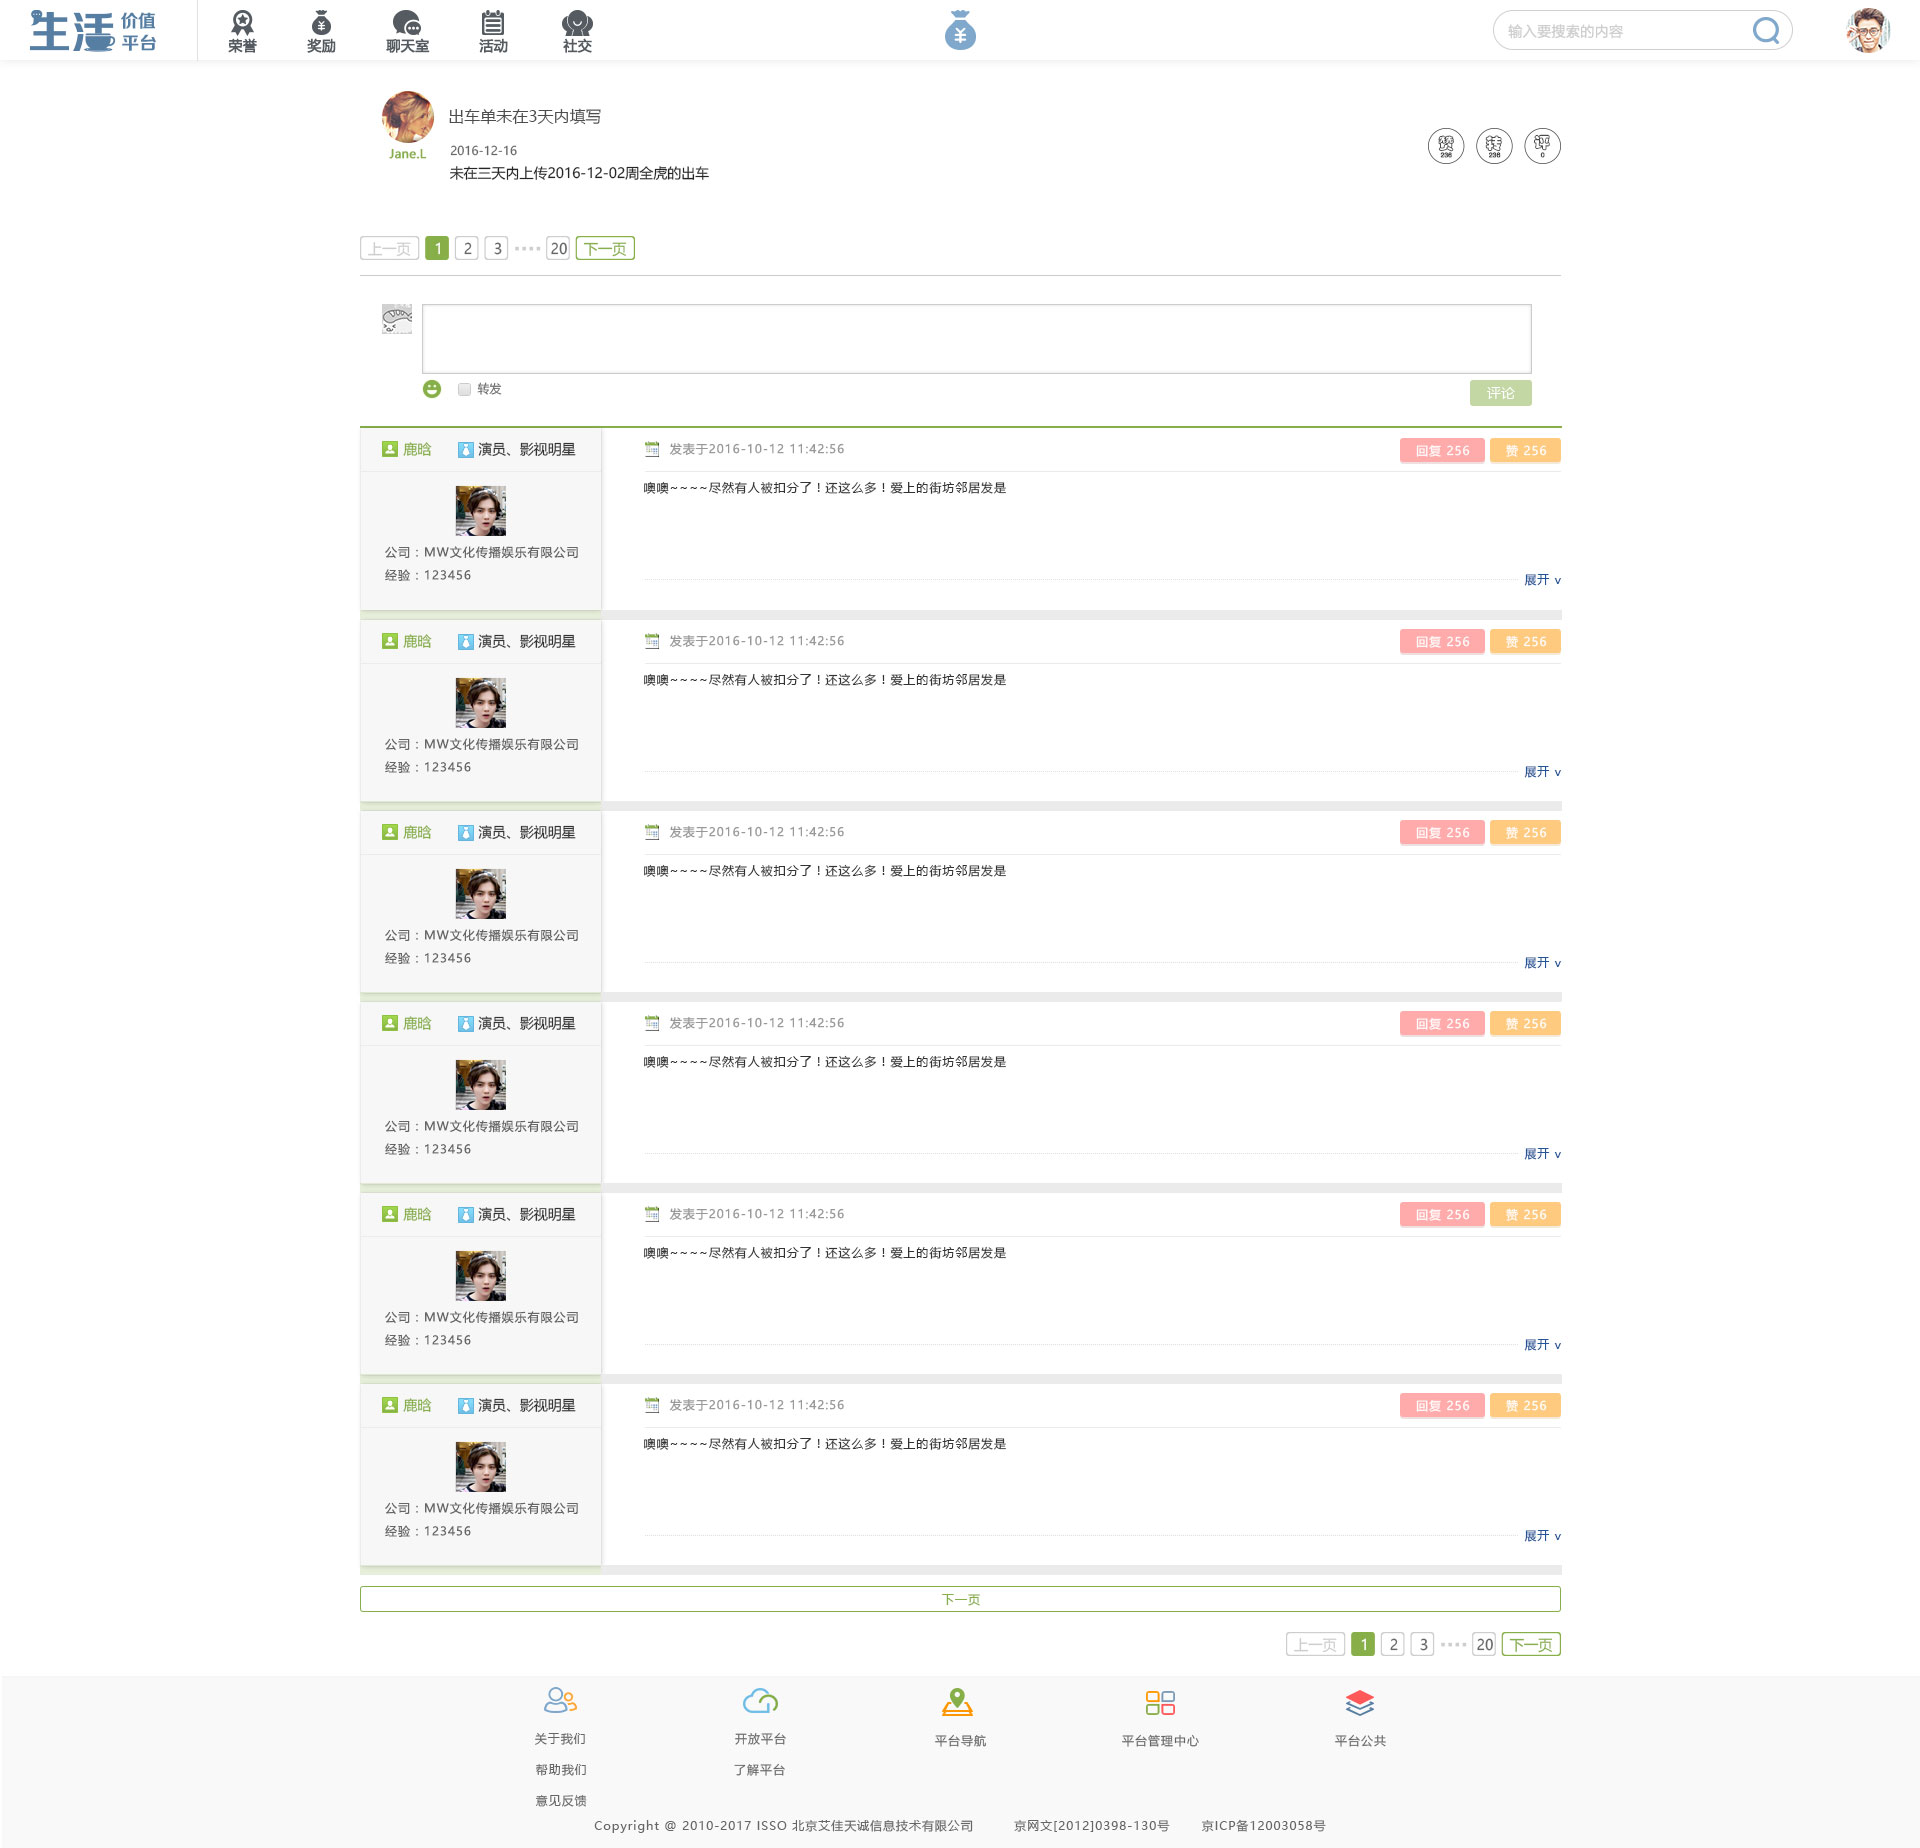 生活 价值平台
荣誉
奖励
聊天室
活动
社交
输入要搜索的内容
出车单未在3天内填写
Jane.L
2016-12-16
未在三天内上传2016-12-02周全虎的出车
赞 236
转 236
评 0
上一页 1 2 3 20 下一页
转发
评论
鹿晗 演员、影视明星 发表于2016-10-12 11:42:56 回复 256 赞 256
噢噢~~~~尽然有人被扣分了！还这么多！爱上的街坊邻居发是
公司：MW文化传播娱乐有限公司
经验：123456
展开 v
鹿晗 演员、影视明星 发表于2016-10-12 11:42:56 回复 256 赞 256
噢噢~~~~尽然有人被扣分了！还这么多！爱上的街坊邻居发是
公司：MW文化传播娱乐有限公司
经验：123456
展开 v
鹿晗 演员、影视明星 发表于2016-10-12 11:42:56 回复 256 赞 256
噢噢~~~~尽然有人被扣分了！还这么多！爱上的街坊邻居发是
公司：MW文化传播娱乐有限公司
经验：123456
展开 v
鹿晗 演员、影视明星 发表于2016-10-12 11:42:56 回复 256 赞 256
噢噢~~~~尽然有人被扣分了！还这么多！爱上的街坊邻居发是
公司：MW文化传播娱乐有限公司
经验：123456
展开 v
鹿晗 演员、影视明星 发表于2016-10-12 11:42:56 回复 256 赞 256
噢噢~~~~尽然有人被扣分了！还这么多！爱上的街坊邻居发是
公司：MW文化传播娱乐有限公司
经验：123456
展开 v
鹿晗 演员、影视明星 发表于2016-10-12 11:42:56 回复 256 赞 256
噢噢~~~~尽然有人被扣分了！还这么多！爱上的街坊邻居发是
公司：MW文化传播娱乐有限公司
经验：123456
展开 v
下一页
上一页 1 2 3 20 下一页
关于我们 开放平台 平台导航 平台管理中心 平台公共
帮助我们 了解平台
意见反馈
Copyright @ 2010-2017 ISSO 北京艾佳天诚信息技术有限公司 京网文[2012]0398-130号 京ICP备12003058号